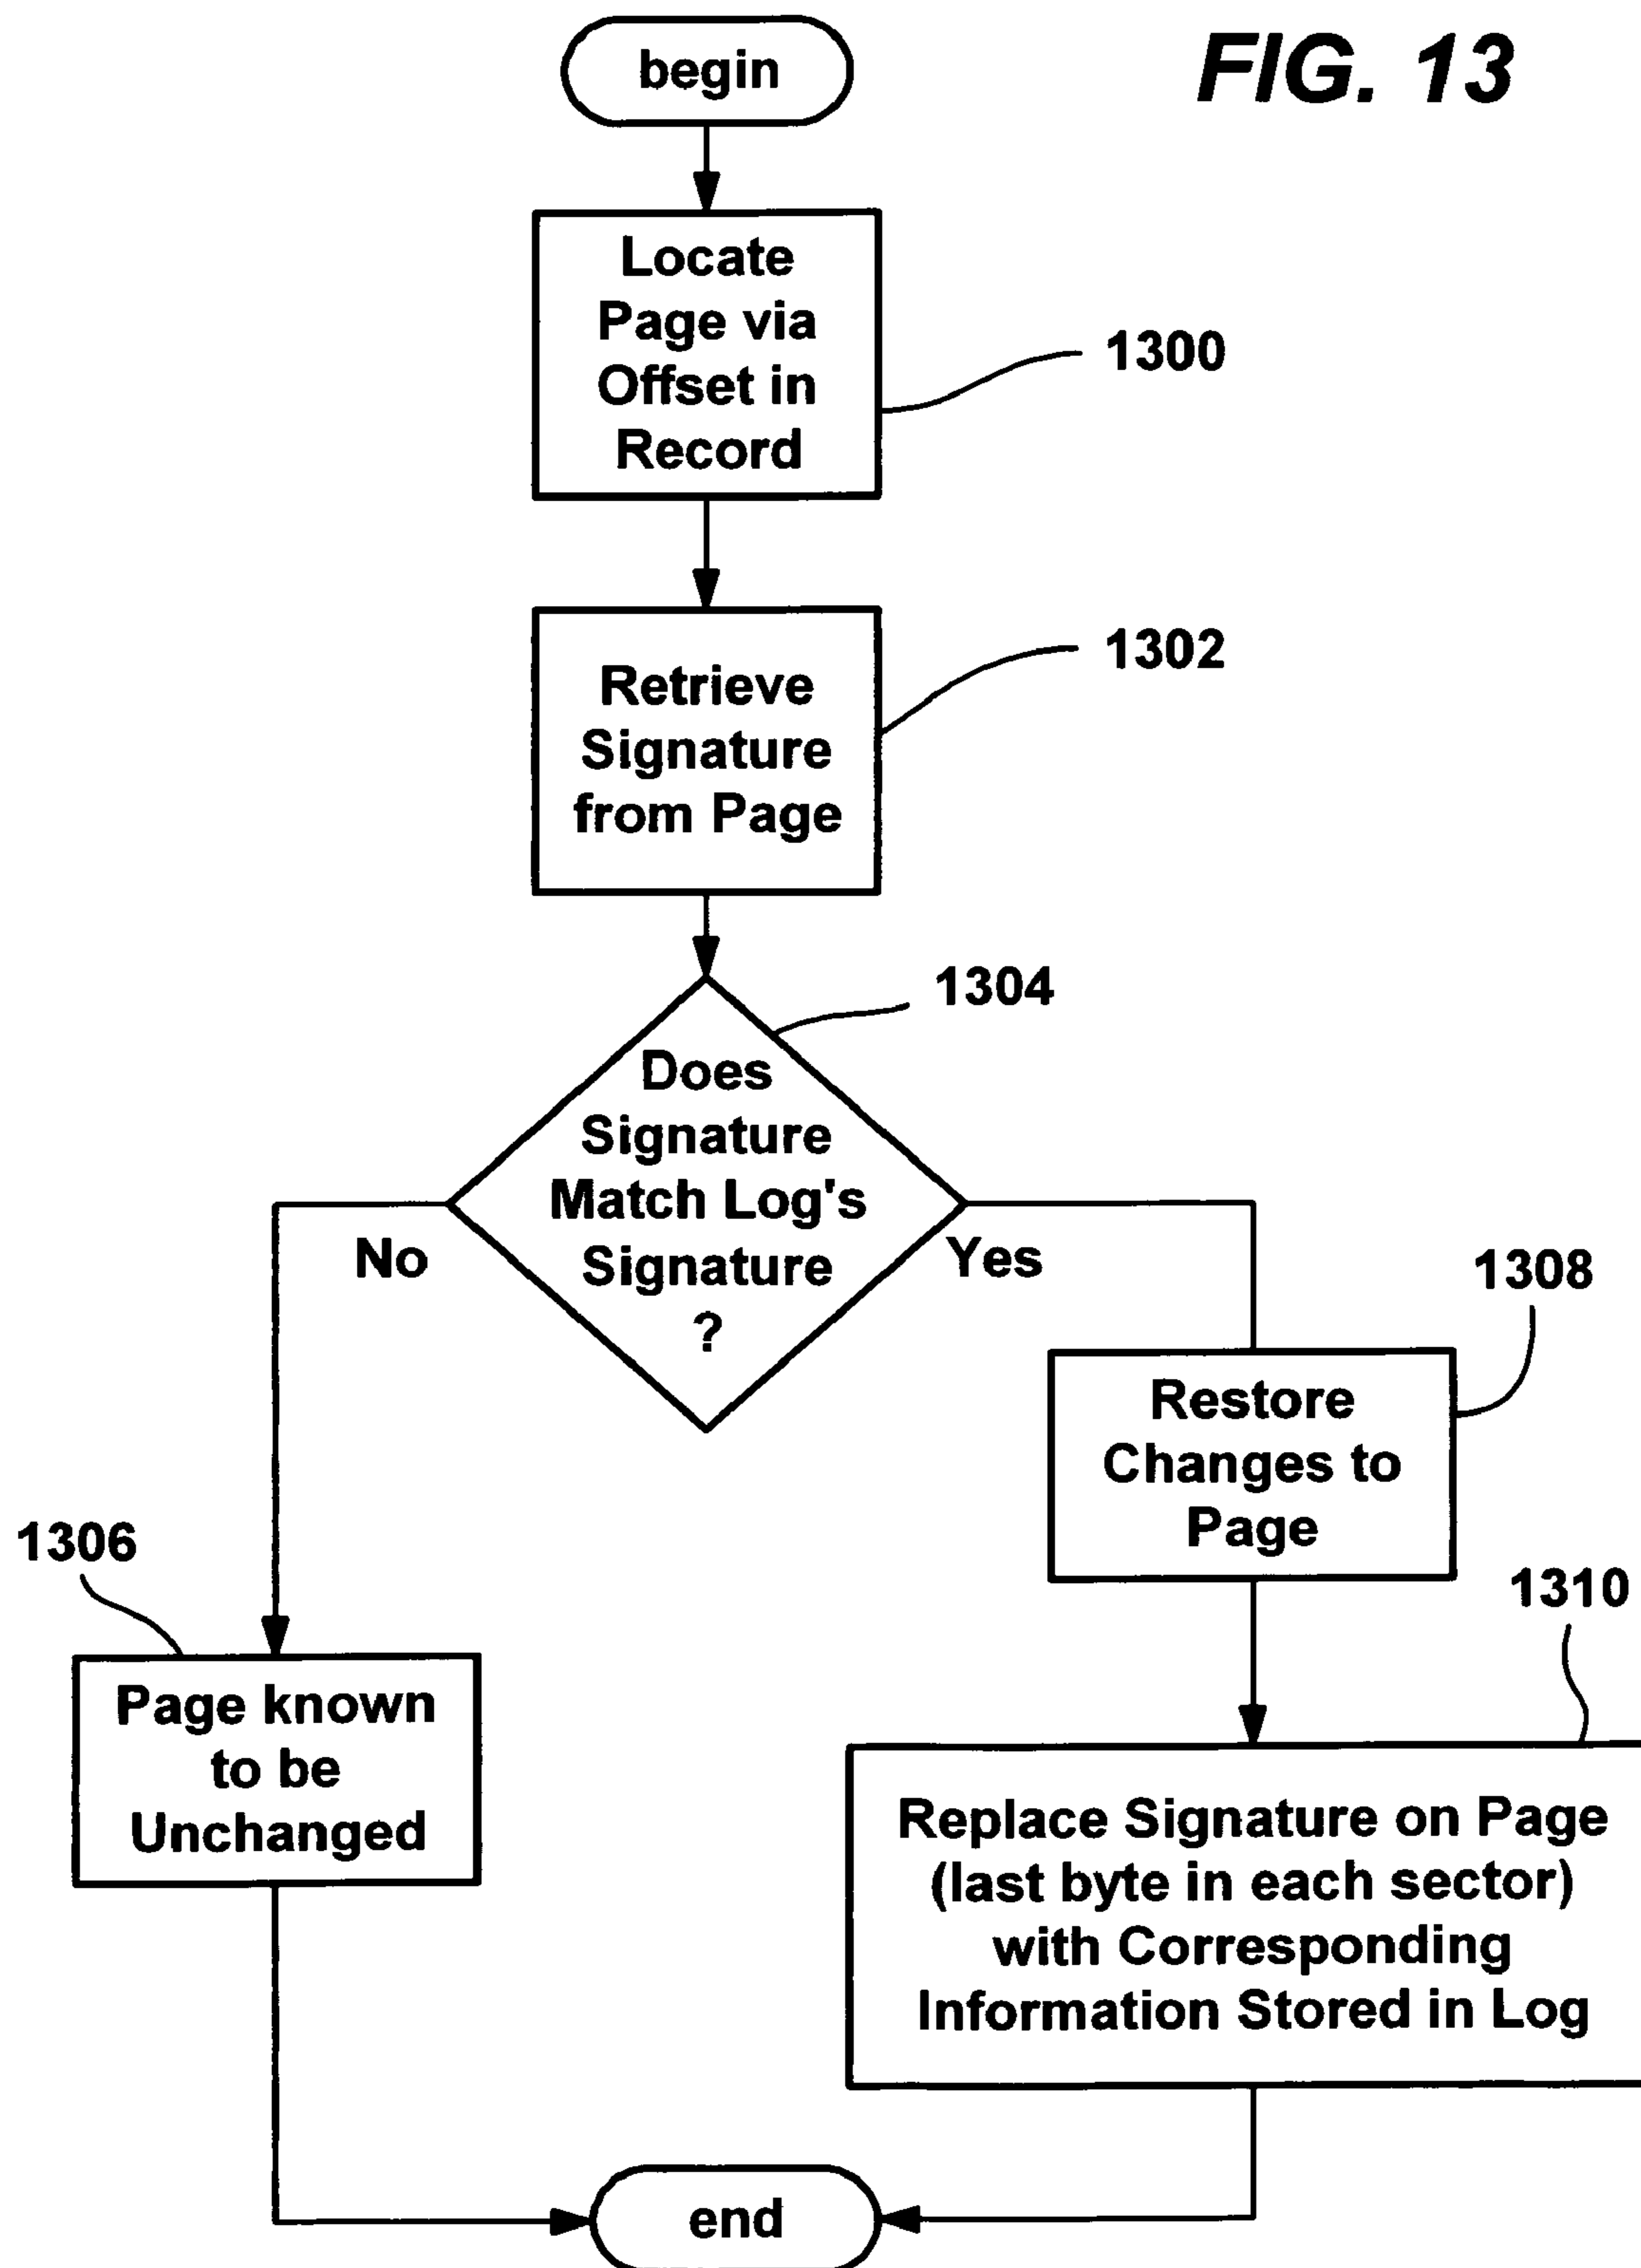 FIG. 13
begin
Locate
Page via
Offset in
Record
1300
Retrieve
Signature
from Page
1302
1304
Does
Signature
Match Log's
Signature
?
No
Yes
1308
Restore
Changes to
Page
1306
Page known
to be
Unchanged
1310
Replace Signature on Page
(last byte in each sector)
with Corresponding
Information Stored in Log
end